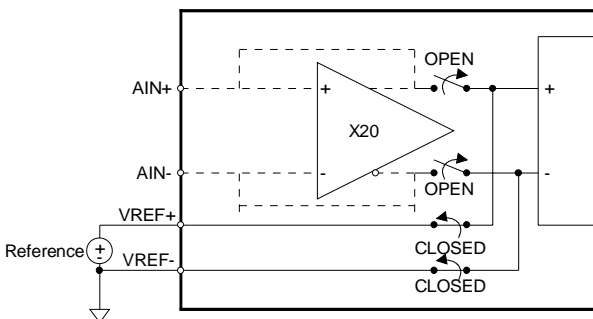 OPEN
AIN+
+
+
X20
AIN-
-
-
OPEN
VREF+
CLOSED
Reference
+
-
VREF-
CLOSED